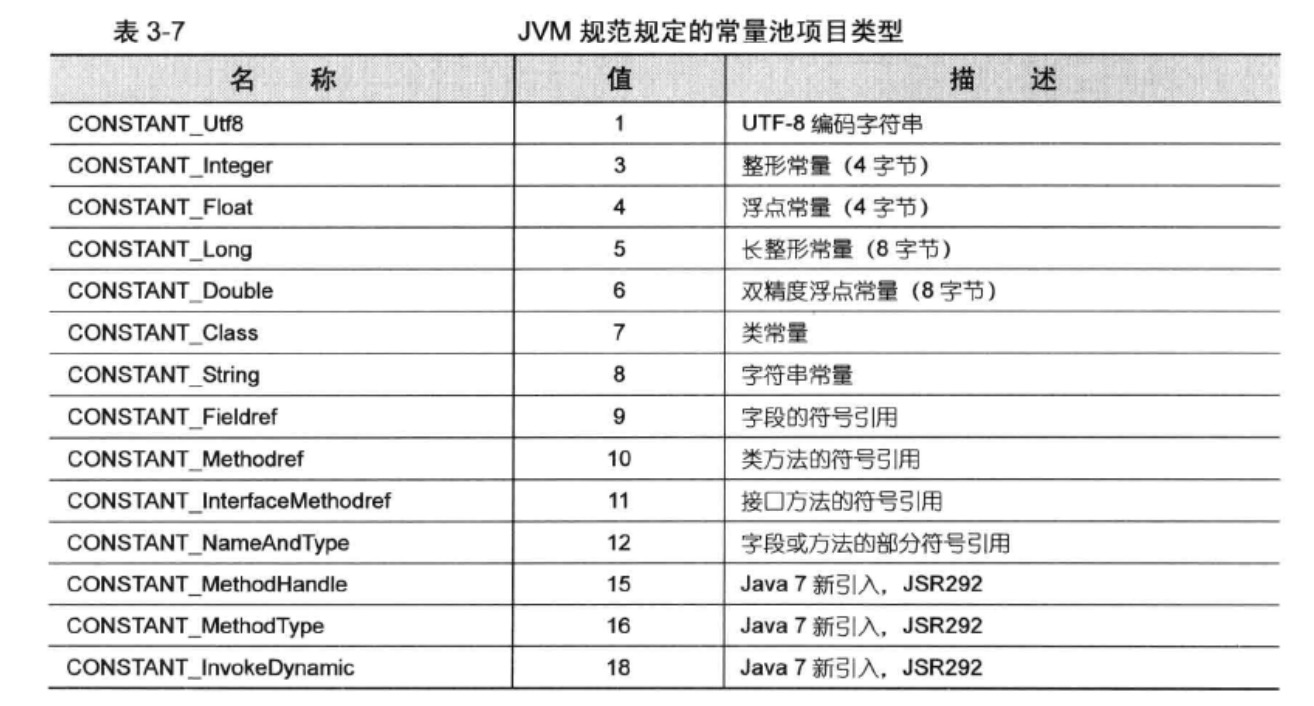 表 3-7 JVM 规范规定的常量池项目类型
名 称 值 描 述
CONSTANT_Utf8 1 UTF-8 编码字符串
CONSTANT_Integer 3 整形常量（4 字节）
CONSTANT_Float 4 浮点常量（4 字节）
CONSTANT_Long 5 长整形常量（8 字节）
CONSTANT_Double 6 双精度浮点常量（8 字节）
CONSTANT_Class 7 类常量
CONSTANT_String 8 字符串常量
CONSTANT_Fieldref 9 字段的符号引用
CONSTANT_Methodref 10 类方法的符号引用
CONSTANT_InterfaceMethodref 11 接口方法的符号引用
CONSTANT_NameAndType 12 字段或方法的部分符号引用
CONSTANT_MethodHandle 15 Java 7 新引入，JSR292
CONSTANT_MethodType 16 Java 7 新引入，JSR292
CONSTANT_InvokeDynamic 18 Java 7 新引入，JSR292